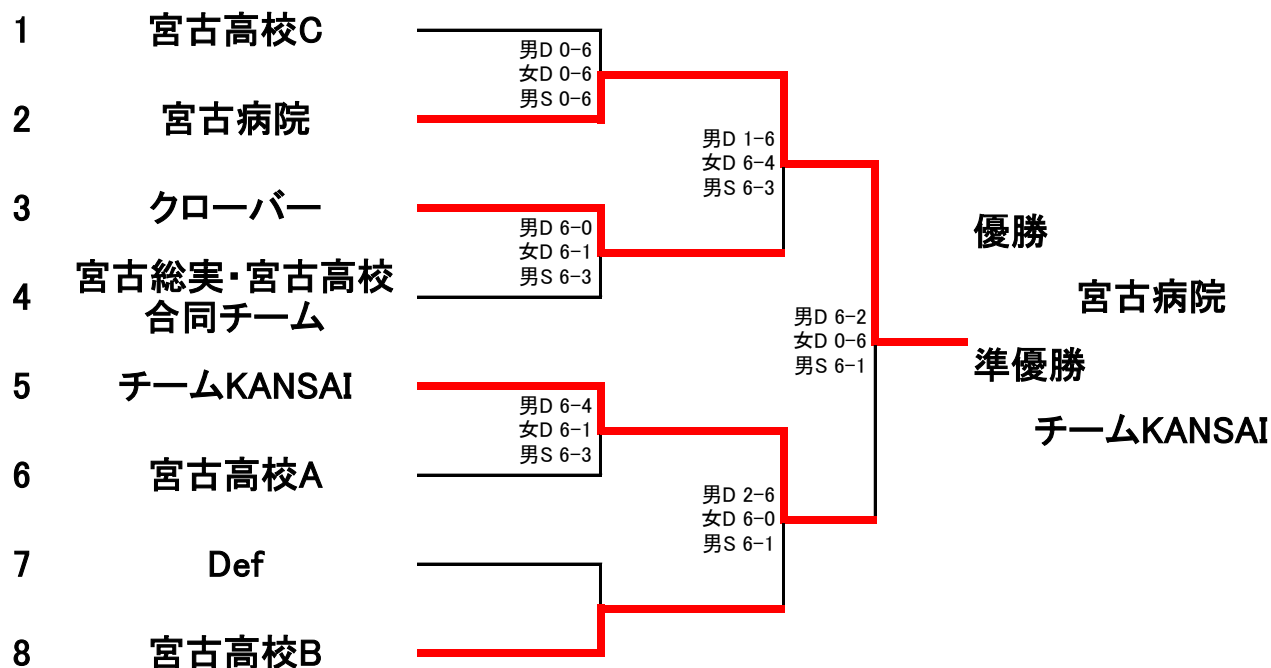 1 宮古高校C
男D 0-6
女D 0-6
男S 0-6
2 宮古病院
男D 1-6
女D 6-4
男S 6-3
3 クローバー
男D 6-0
女D 6-1
男S 6-3
4 宮古総実・宮古高校
合同チーム
優勝
宮古病院
男D 6-2
女D 0-6
男S 6-1
準優勝
チームKANSAI
5 チームKANSAI
男D 6-4
女D 6-1
男S 6-3
6 宮古高校A
男D 2-6
女D 6-0
男S 6-1
7 Def
8 宮古高校B